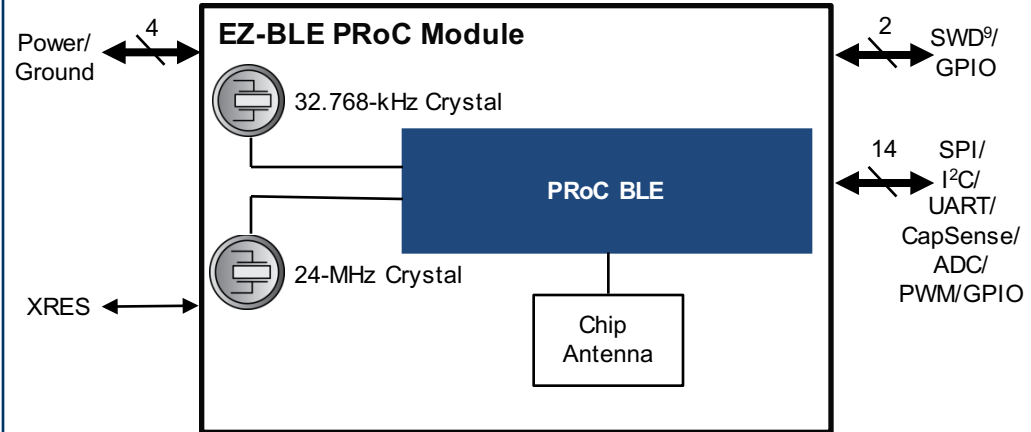 EZ-BLE PRoC Module
4
Power/
Ground
2
SWD⁹/
GPIO
32.768-kHz Crystal
PRoC BLE
14
SPI/
I²C/
UART/
CapSense/
ADC/
PWM/GPIO
24-MHz Crystal
XRES
Chip
Antenna